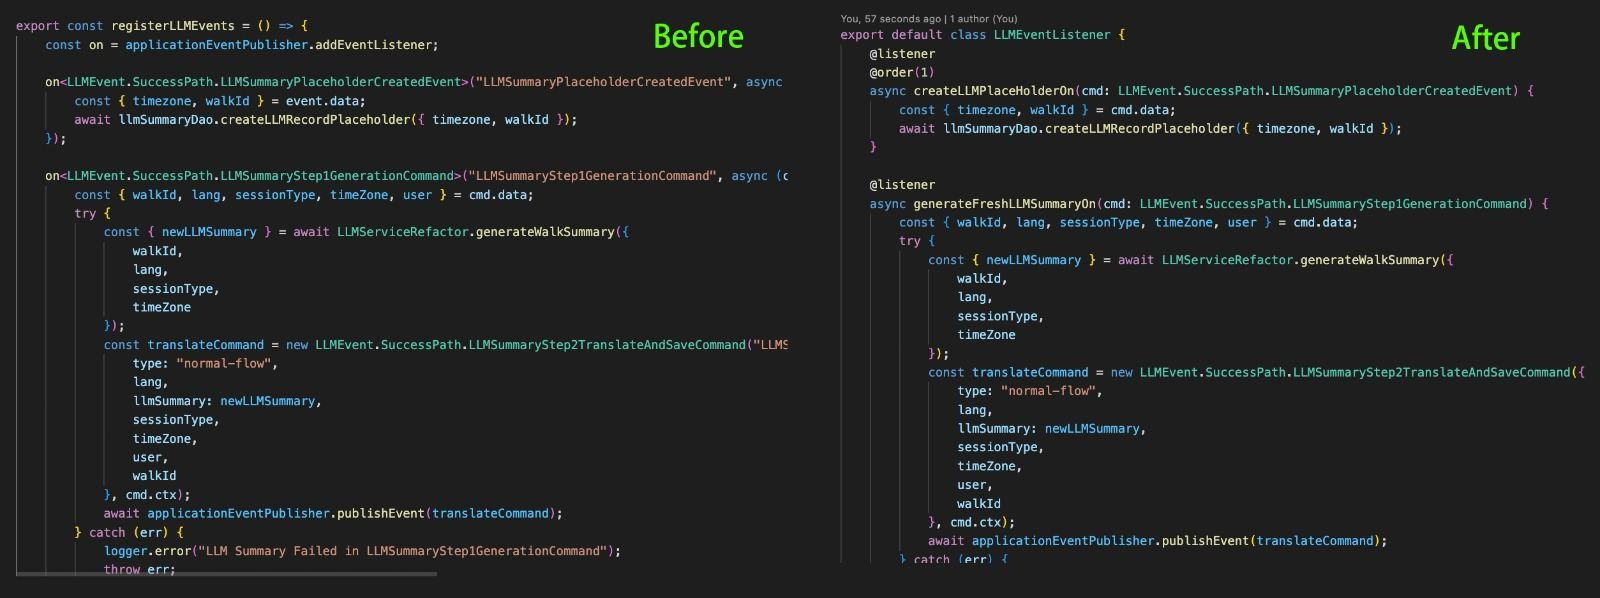 Before
export const registerLLMEvents = () => {
    const on = applicationEventPublisher.addEventListener;

    on<LLMEvent.SuccessPath.LLMSummaryPlaceholderCreatedEvent>("LLMSummaryPlaceholderCreatedEvent", async
        const { timezone, walkId } = event.data;
        await llmSummaryDao.createLLMRecordPlaceholder({ timezone, walkId });
    });

    on<LLMEvent.SuccessPath.LLMSummaryStep1GenerationCommand>("LLMSummaryStep1GenerationCommand", async (c
        const { walkId, lang, sessionType, timeZone, user } = cmd.data;
        try {
            const { newLLMSummary } = await LLMServiceRefactor.generateWalkSummary({
                walkId,
                lang,
                sessionType,
                timeZone
            });
            const translateCommand = new LLMEvent.SuccessPath.LLMSummaryStep2TranslateAndSaveCommand("LLMS
                type: "normal-flow",
                lang,
                llmSummary: newLLMSummary,
                sessionType,
                timeZone,
                user,
                walkId
            }, cmd.ctx);
            await applicationEventPublisher.publishEvent(translateCommand);
        } catch (err) {
            logger.error("LLM Summary Failed in LLMSummaryStep1GenerationCommand");
            throw err;
After
You, 57 seconds ago | 1 author (You)
export default class LLMEventListener {
    @listener
    @order(1)
    async createLLMPlaceHolderOn(cmd: LLMEvent.SuccessPath.LLMSummaryPlaceholderCreatedEvent) {
        const { timezone, walkId } = cmd.data;
        await llmSummaryDao.createLLMRecordPlaceholder({ timezone, walkId });
    }

    @listener
    async generateFreshLLMSummaryOn(cmd: LLMEvent.SuccessPath.LLMSummaryStep1GenerationCommand) {
        const { walkId, lang, sessionType, timeZone, user } = cmd.data;
        try {
            const { newLLMSummary } = await LLMServiceRefactor.generateWalkSummary({
                walkId,
                lang,
                sessionType,
                timeZone
            });
            const translateCommand = new LLMEvent.SuccessPath.LLMSummaryStep2TranslateAndSaveCommand({
                type: "normal-flow",
                lang,
                llmSummary: newLLMSummary,
                sessionType,
                timeZone,
                user,
                walkId
            }, cmd.ctx);
            await applicationEventPublisher.publishEvent(translateCommand);
        } catch (err) {